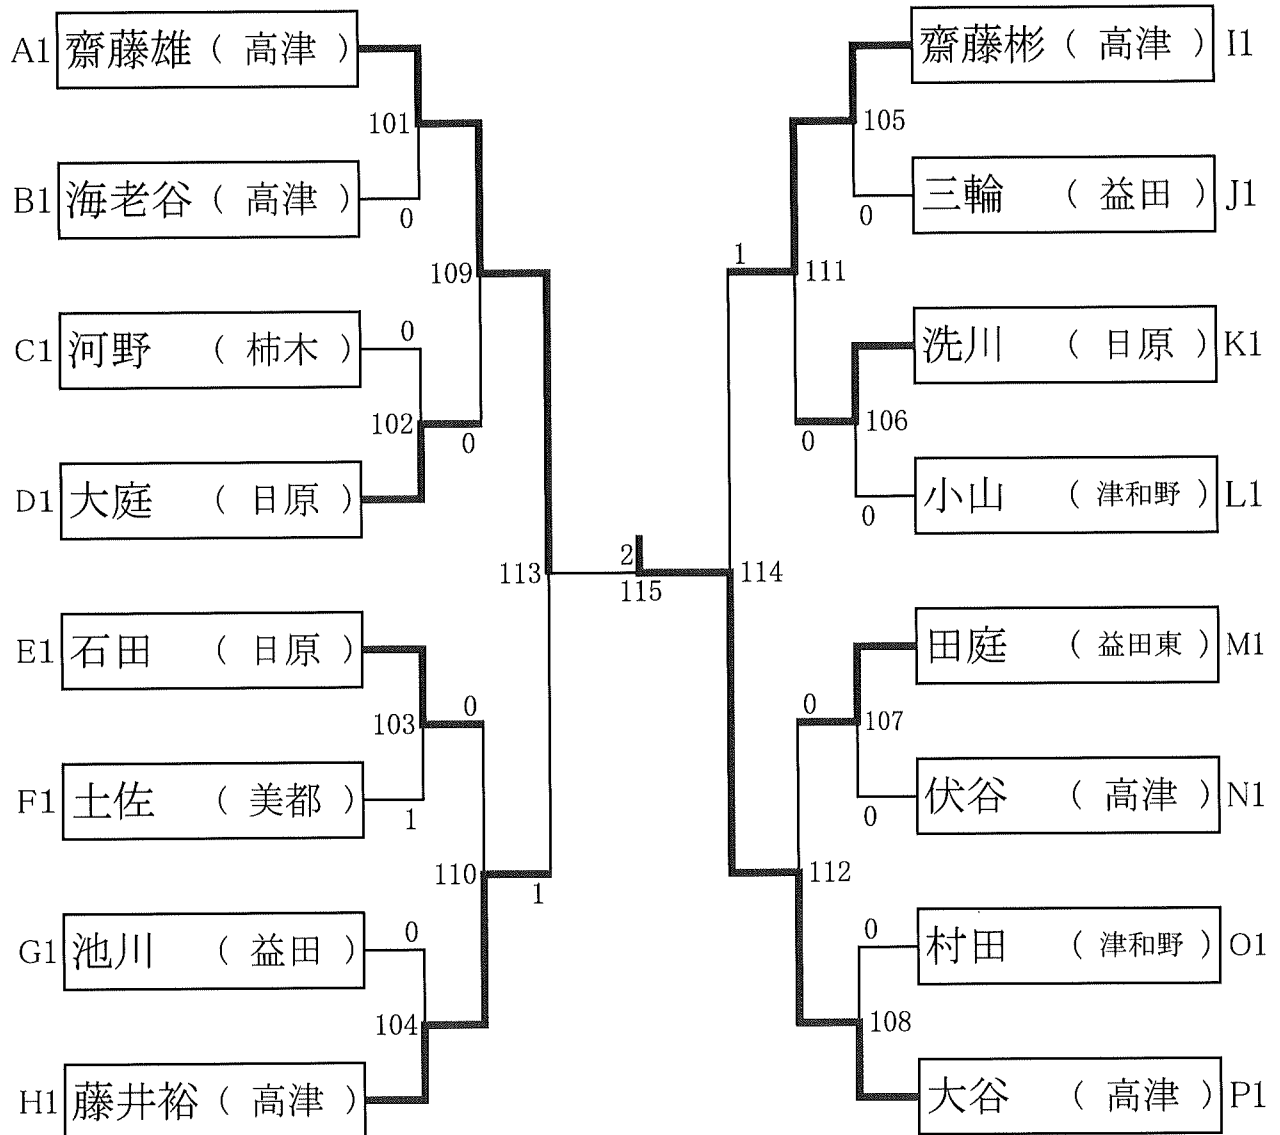 A1 齋藤雄 ( 高津 )
101
B1 海老谷 ( 高津 )
0
109
C1 河野 ( 柿木 )
0
102
0
D1 大庭 ( 日原 )
113
E1 石田 ( 日原 )
0
103
F1 土佐 ( 美都 )
1
110
1
G1 池川 ( 益田 )
0
104
H1 藤井裕 ( 高津 )
2
115
齋藤彬 ( 高津 ) I1
105
三輪 ( 益田 ) J1
0
1
111
洗川 ( 日原 ) K1
106
0
小山 ( 津和野 ) L1
0
114
田庭 ( 益田東 ) M1
0
107
伏谷 ( 高津 ) N1
0
112
村田 ( 津和野 ) O1
0
108
大谷 ( 高津 ) P1